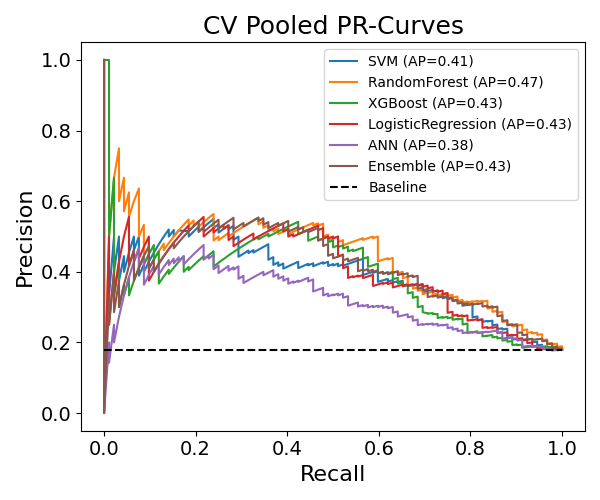 CV Pooled PR-Curves
SVM (AP=0.41)
RandomForest (AP=0.47)
XGBoost (AP=0.43)
LogisticRegression (AP=0.43)
ANN (AP=0.38)
Ensemble (AP=0.43)
Baseline
Precision
1.0
0.8
0.6
0.4
0.2
0.0
0.0 0.2 0.4 0.6 0.8 1.0
Recall